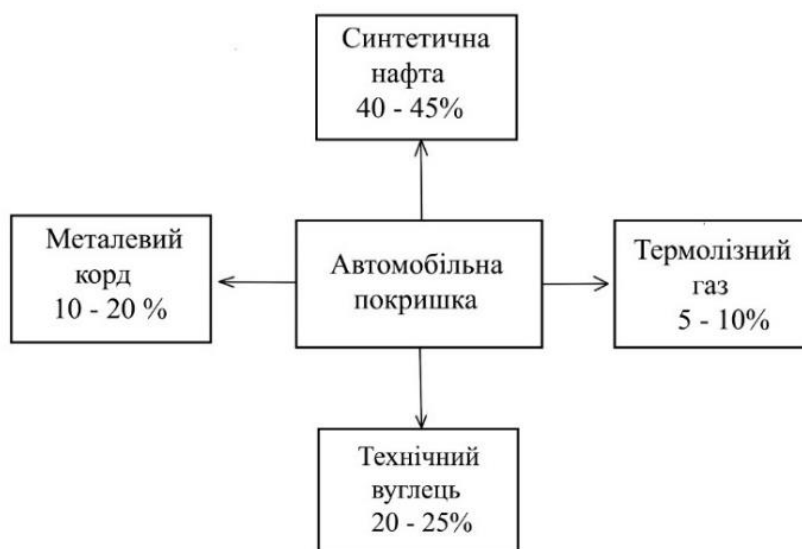 Синтетична
нафта
40 - 45%
Металевий
корд
10 - 20 %
Автомобільна
покришка
Термолізний
газ
5 - 10%
Технічний
вуглець
20 - 25%